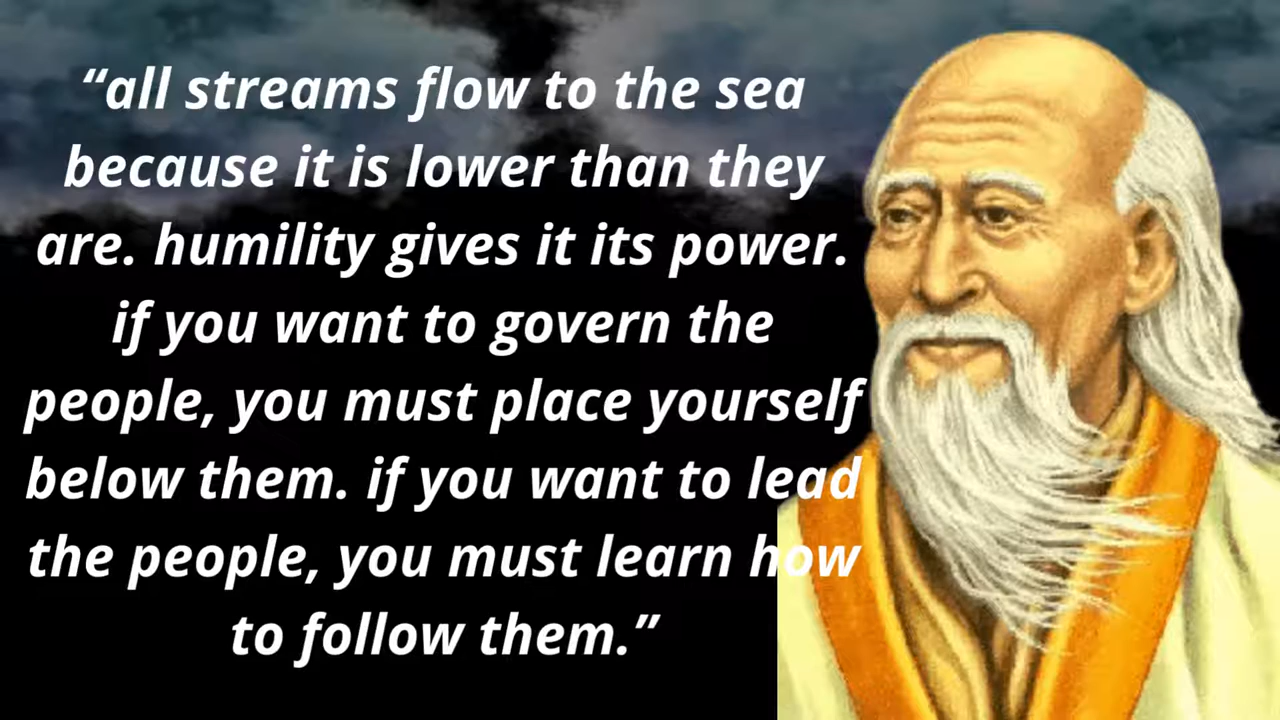 “all streams flow to the sea
because it is lower than they
are. humility gives it its power.
if you want to govern the
people, you must place yourself
below them. if you want to lead
the people, you must learn how
to follow them.”